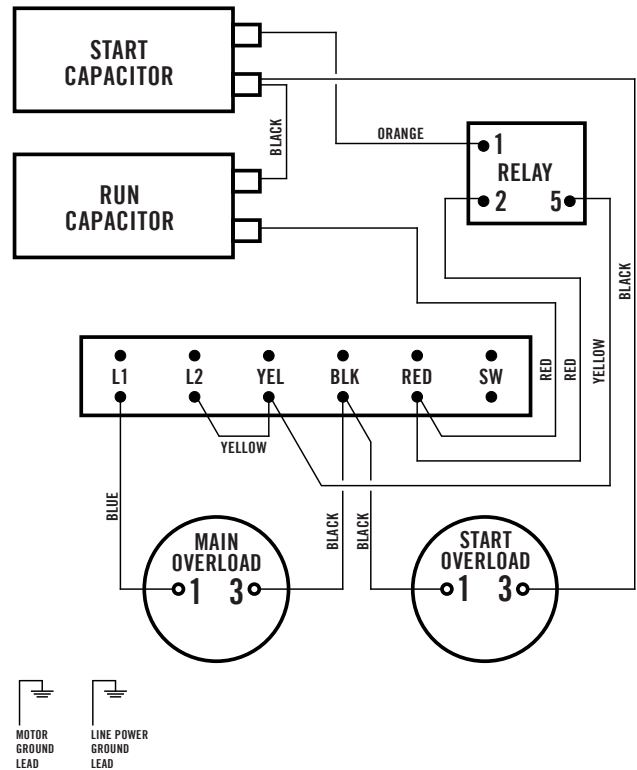 START
CAPACITOR
BLACK
ORANGE
1
RELAY
2 5
RUN
CAPACITOR
BLACK
RED
RED
YELLOW
L1 L2 YEL BLK RED SW
YELLOW
BLUE
BLACK
BLACK
MAIN
OVERLOAD
1 3
START
OVERLOAD
1 3
MOTOR
GROUND
LEAD
LINE POWER
GROUND
LEAD